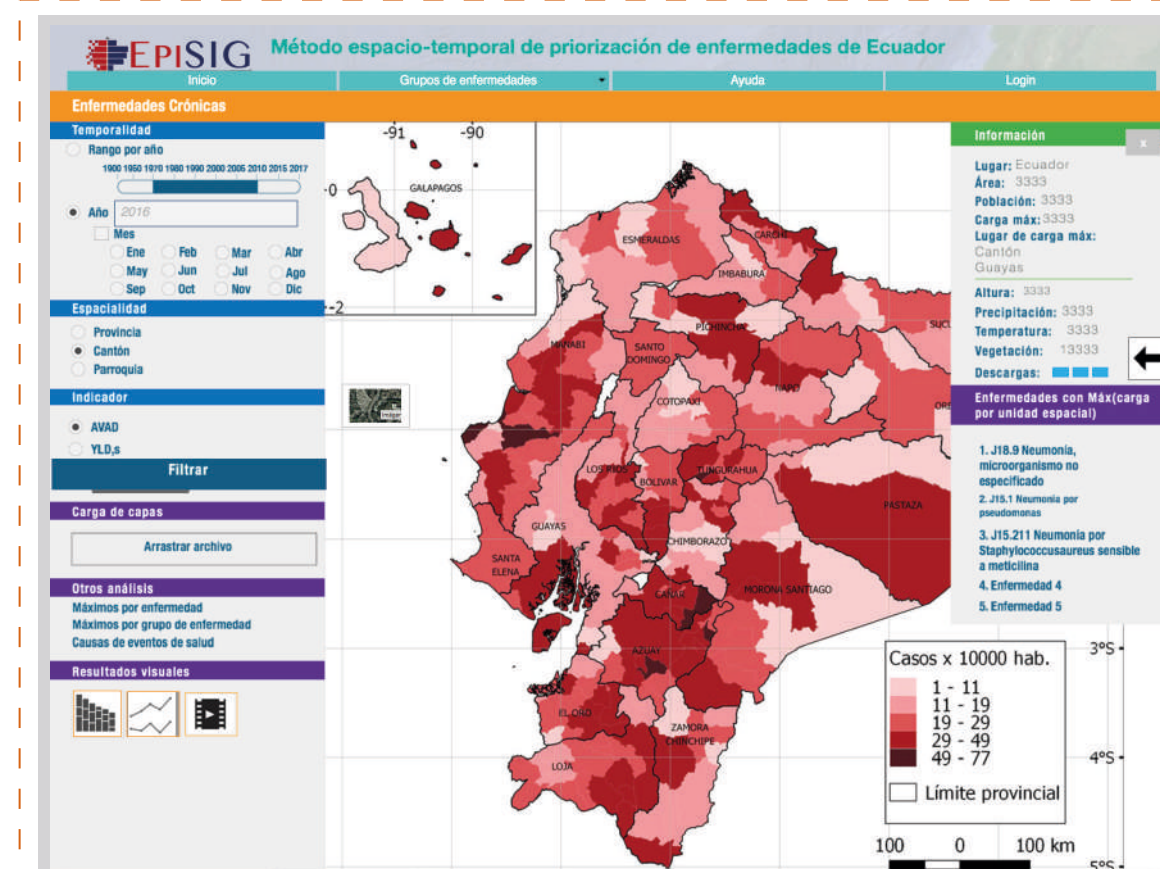 EPISIG
Método espacio-temporal de priorización de enfermedades de Ecuador
Inicio
Grupos de enfermedades
Ayuda
Login
Enfermedades Crónicas
Temporalidad
Rango por año
1900 1950 1970 1980 1990 2000 2005 2010 2015 2017
Año 2016
Mes
Ene Feb Mar Abr
May Jun Jul Ago
Sep Oct Nov Dic
Espacialidad
Provincia
Cantón
Parroquia
Indicador
AVAD
YLD,s
Filtrar
Carga de capas
Arrastrar archivo
Otros análisis
Máximos por enfermedad
Máximos por grupo de enfermedad
Causas de eventos de salud
Resultados visuales
-91 -90
0
GALAPAGOS
-2
ESMERALDAS
CARCHI
IMBABURA
PICHINCHA
SUCU
MANABI
SANTO
DOMINGO
NAPO
COTOPAXI
ORE
LOS RIOS
TUNGURAHUA
BOLIVAR
PASTAZA
GUAYAS
CHIMBORAZO
SANTA
ELENA
CAÑAR
MORONA SANTIAGO
AZUAY
EL ORO
ZAMORA
CHINCHIPE
LOJA
Información
x
Lugar: Ecuador
Área: 3333
Población: 3333
Carga máx: 3333
Lugar de carga máx:
Cantón
Guayas
Altura: 3333
Precipitación: 3333
Temperatura: 3333
Vegetación: 13333
Descargas:
Enfermedades con Máx(carga
por unidad espacial)
1. J18.9 Neumonía,
microorganismo no
especificado
2. J15.1 Neumonia por
pseudomonas
3. J15.211 Neumonía por
Staphylococcusaureus sensible
a meticilina
4. Enfermedad 4
5. Enfermedad 5
3°S
Casos x 10000 hab.
1 - 11
11 - 19
19 - 29
29 - 49
49 - 77
4°S
Límite provincial
100 0 100 km
5°S